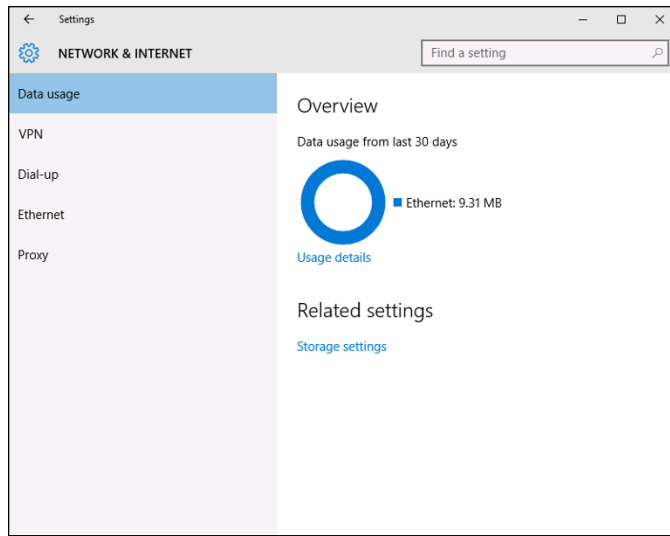 Settings
NETWORK & INTERNET
Find a setting
Data usage
VPN
Dial-up
Ethernet
Proxy
Overview
Data usage from last 30 days
Ethernet: 9.31 MB
Usage details
Related settings
Storage settings